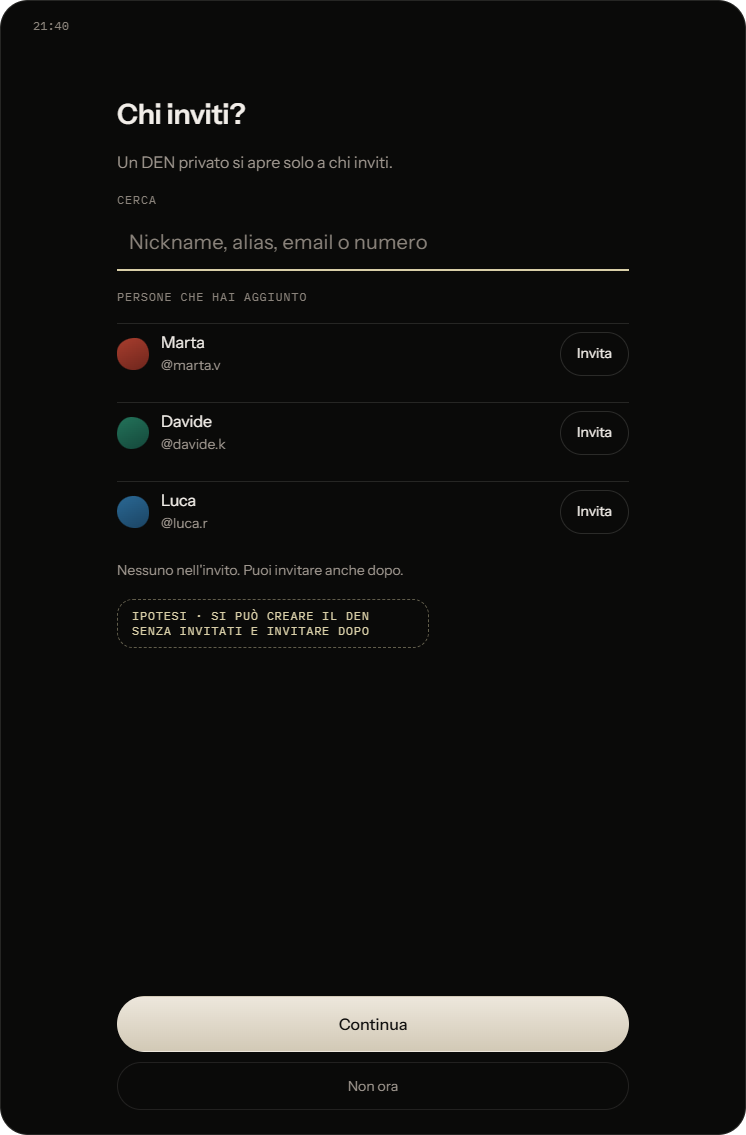 21:40
Chi inviti?
Un DEN privato si apre solo a chi inviti.
CERCA
Nickname, alias, email o numero
PERSONE CHE HAI AGGIUNTO
Marta
@marta.v
Invita
Davide
@davide.k
Invita
Luca
@luca.r
Invita
Nessuno nell'invito. Puoi invitare anche dopo.
IPOTESI · SI PUÒ CREARE IL DEN
SENZA INVITATI E INVITARE DOPO
Continua
Non ora